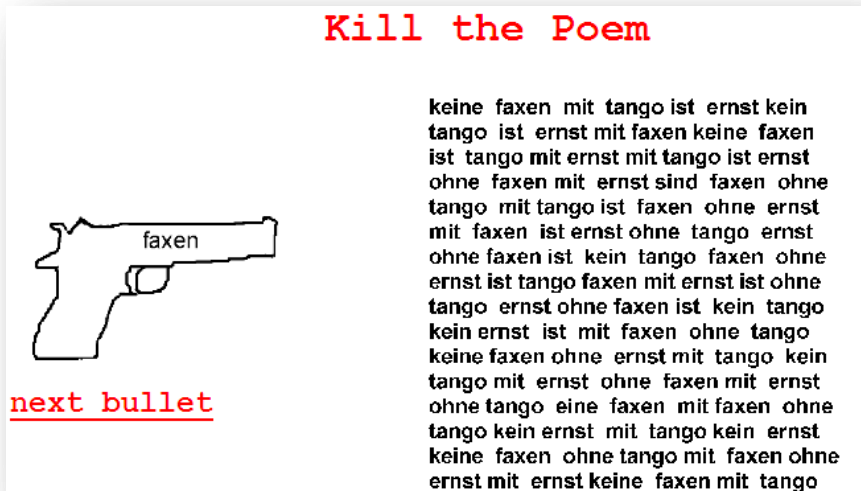 Kill the Poem
faxen
next bullet
keine faxen mit tango ist ernst kein
tango ist ernst mit faxen keine faxen
ist tango mit ernst mit tango ist ernst
ohne faxen mit ernst sind faxen ohne
tango mit tango ist faxen ohne ernst
mit faxen ist ernst ohne tango ernst
ohne faxen ist kein tango faxen ohne
ernst ist tango faxen mit ernst ist ohne
tango ernst ohne faxen ist kein tango
kein ernst ist mit faxen ohne tango
keine faxen ohne ernst mit tango kein
tango mit ernst ohne faxen mit ernst
ohne tango eine faxen mit faxen ohne
tango kein ernst mit tango kein ernst
keine faxen ohne tango mit faxen ohne
ernst mit ernst keine faxen mit tango